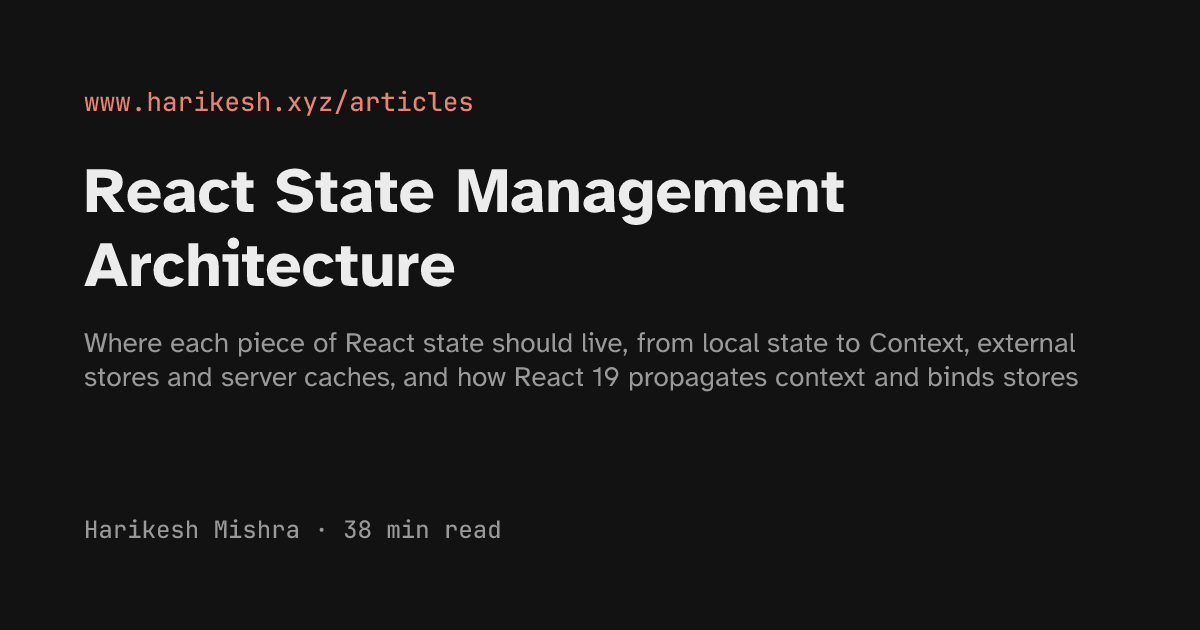 www.harikesh.xyz/articles
React State Management
Architecture
Where each piece of React state should live, from local state to Context, external
stores and server caches, and how React 19 propagates context and binds stores
Harikesh Mishra · 38 min read